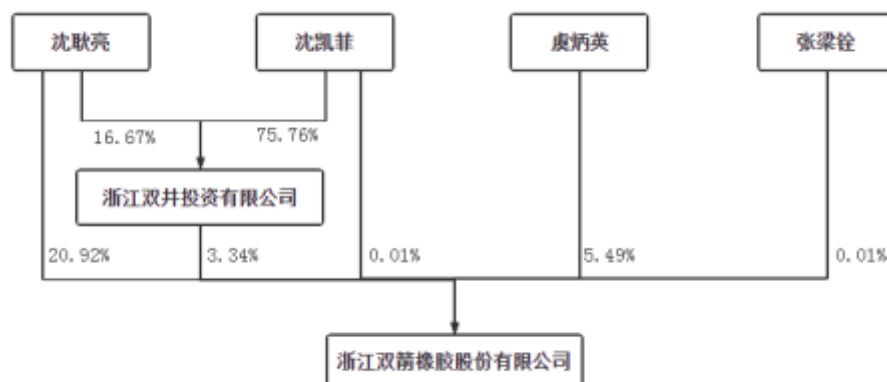 沈耿亮
沈凯菲
虞炳英
张梁铨
16.67%
75.76%
浙江双井投资有限公司
20.92%
3.34%
0.01%
5.49%
0.01%
浙江双箭橡胶股份有限公司